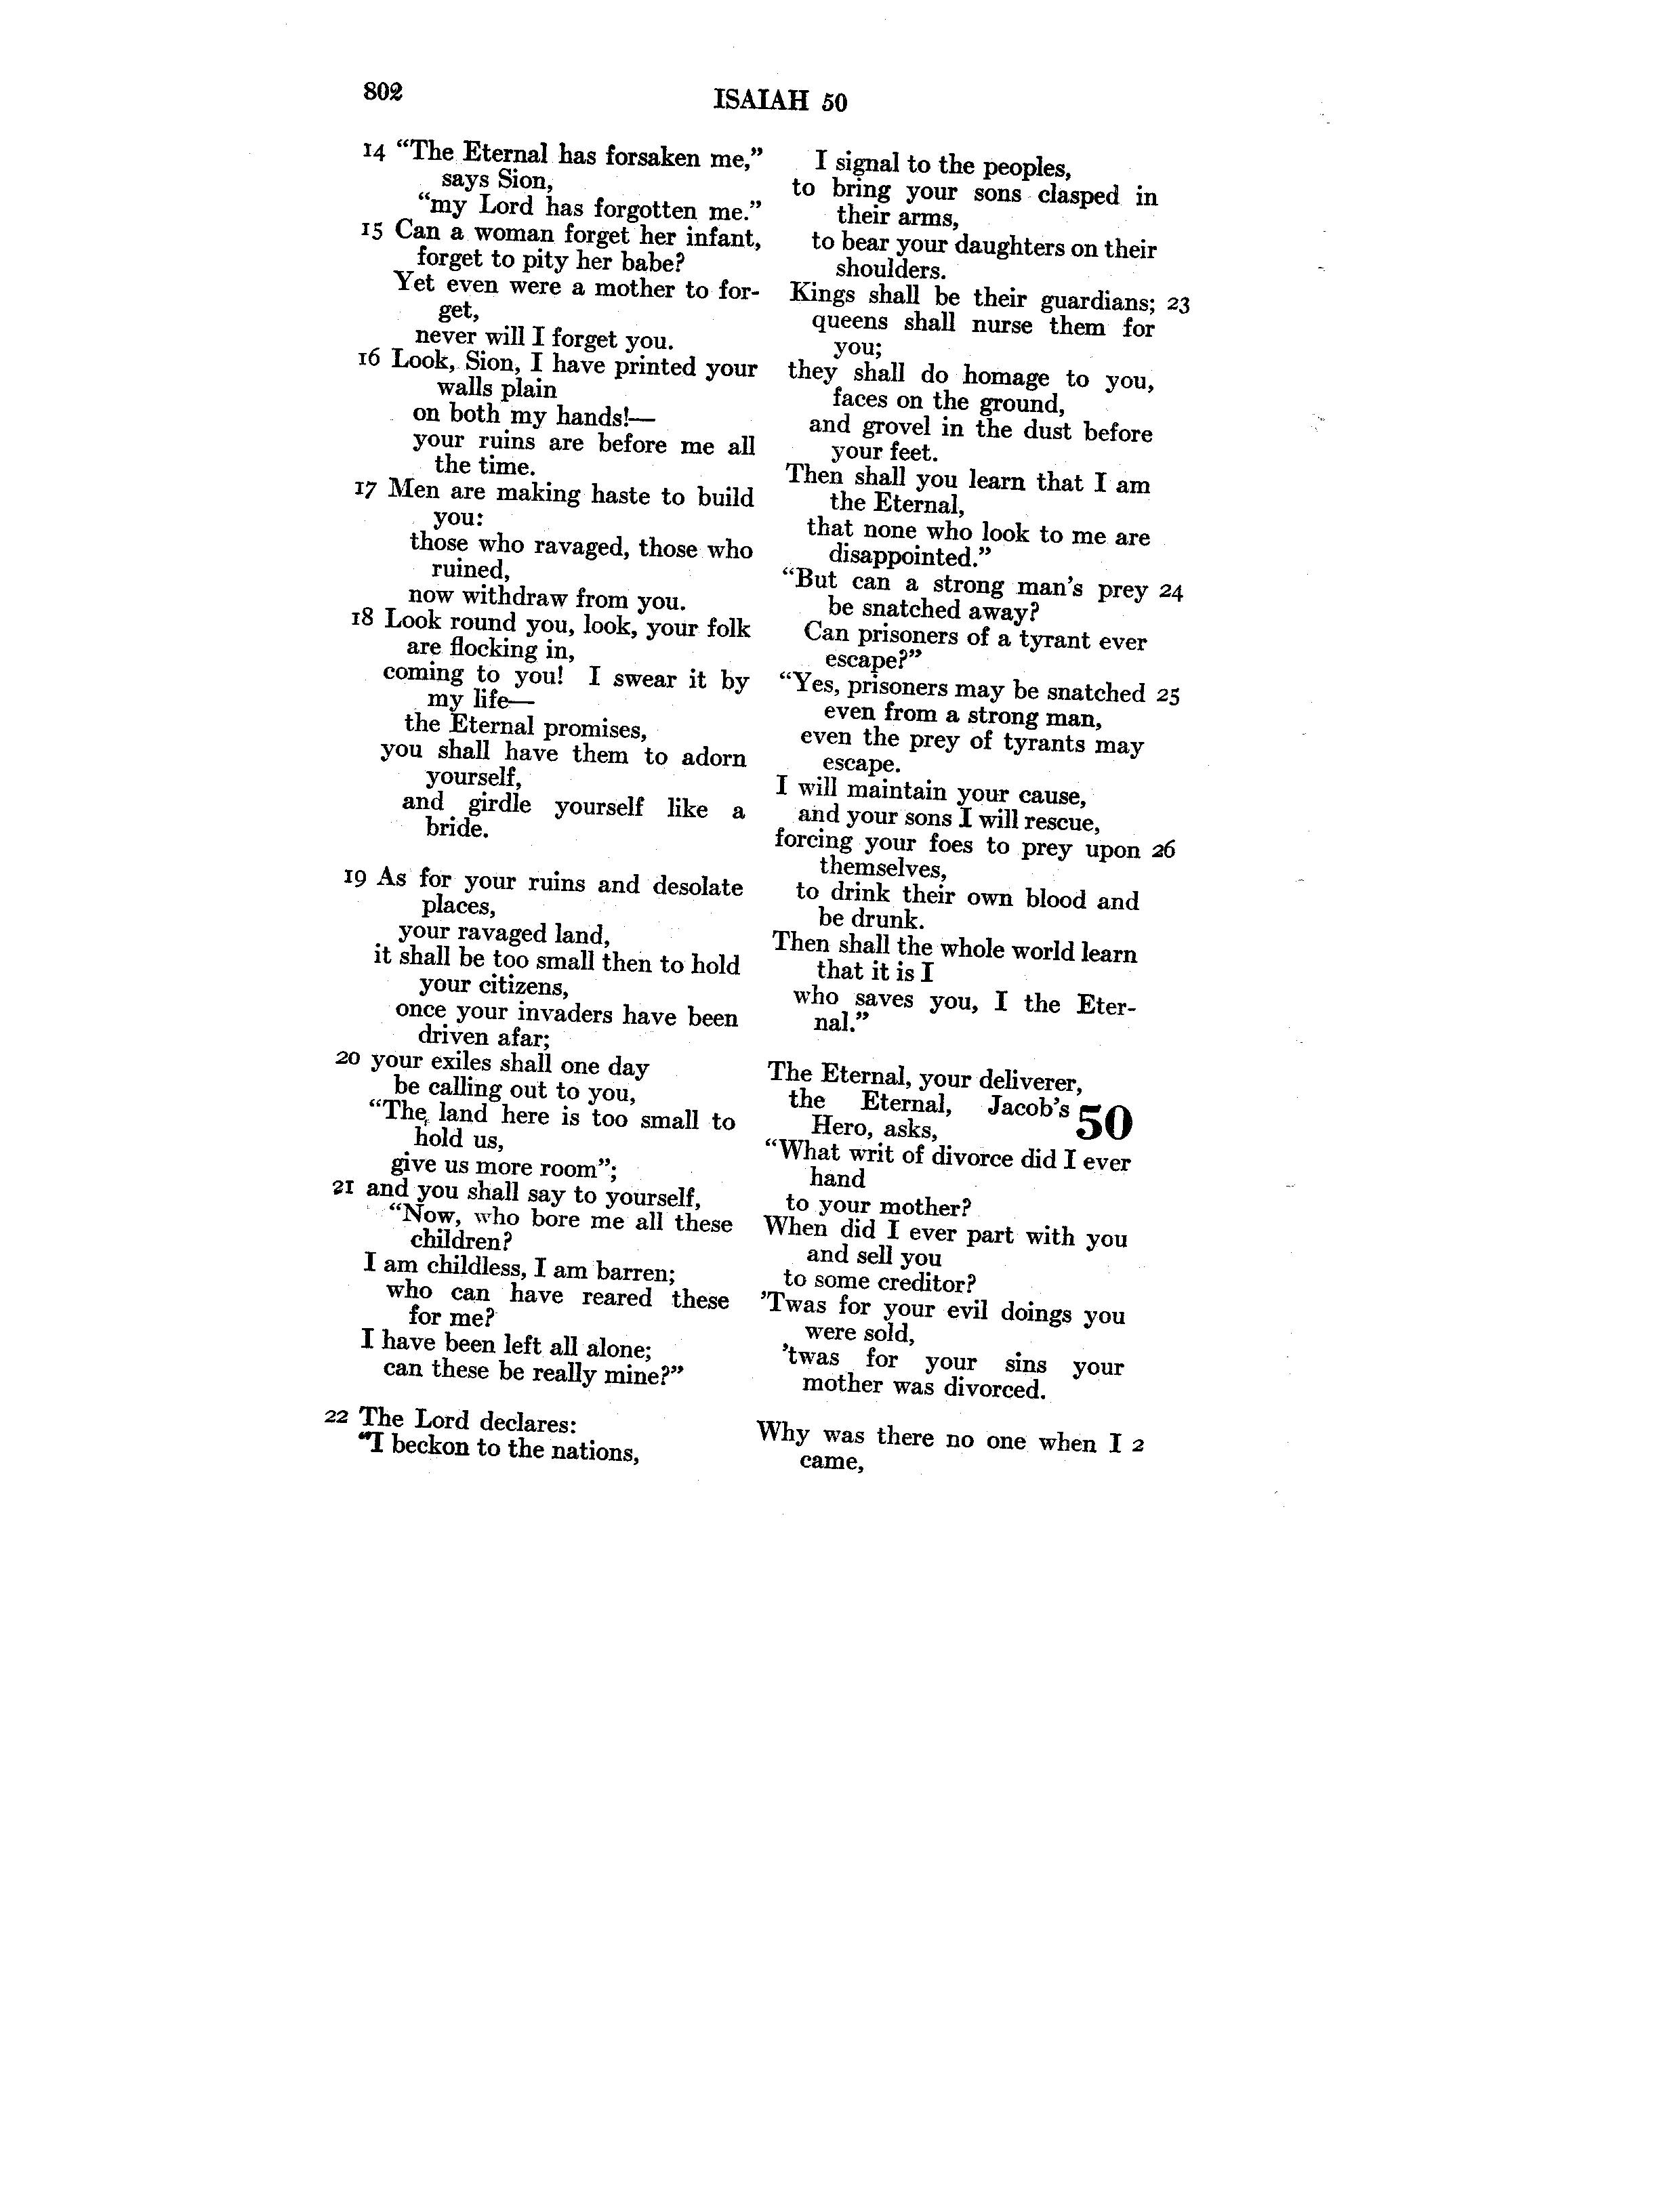 802
ISAIAH 50
14 “The Eternal has forsaken me,”
says Sion,
“my Lord has forgotten me.”
15 Can a woman forget her infant,
forget to pity her babe?
Yet even were a mother to for-
get,
never will I forget you.
16 Look, Sion, I have printed your
walls plain
on both my hands!—
your ruins are before me all
the time.
17 Men are making haste to build
you:
those who ravaged, those who
ruined,
now withdraw from you.
18 Look round you, look, your folk
are flocking in,
coming to you! I swear it by
my life—
the Eternal promises,
you shall have them to adorn
yourself,
and girdle yourself like a
bride.
19 As for your ruins and desolate
places,
your ravaged land,
it shall be too small then to hold
your citizens,
once your invaders have been
driven afar;
20 your exiles shall one day
be calling out to you,
“The land here is too small to
hold us,
give us more room”;
21 and you shall say to yourself,
“Now, who bore me all these
children?
I am childless, I am barren;
who can have reared these
for me?
I have been left all alone;
can these be really mine?”
22 The Lord declares:
“I beckon to the nations,
I signal to the peoples,
to bring your sons clasped in
their arms,
to bear your daughters on their
shoulders.
Kings shall be their guardians; 23
queens shall nurse them for
you;
they shall do homage to you,
faces on the ground,
and grovel in the dust before
your feet.
Then shall you learn that I am
the Eternal,
that none who look to me are
disappointed.”
“But can a strong man’s prey 24
be snatched away?
Can prisoners of a tyrant ever
escape?”
“Yes, prisoners may be snatched 25
even from a strong man,
even the prey of tyrants may
escape.
I will maintain your cause,
and your sons I will rescue,
forcing your foes to prey upon 26
themselves,
to drink their own blood and
be drunk.
Then shall the whole world learn
that it is I
who saves you, I the Eter-
nal.”
The Eternal, your deliverer,
the Eternal, Jacob’s 50
Hero, asks,
“What writ of divorce did I ever
hand
to your mother?
When did I ever part with you
and sell you
to some creditor?
’Twas for your evil doings you
were sold,
’twas for your sins your
mother was divorced.
Why was there no one when I 2
came,